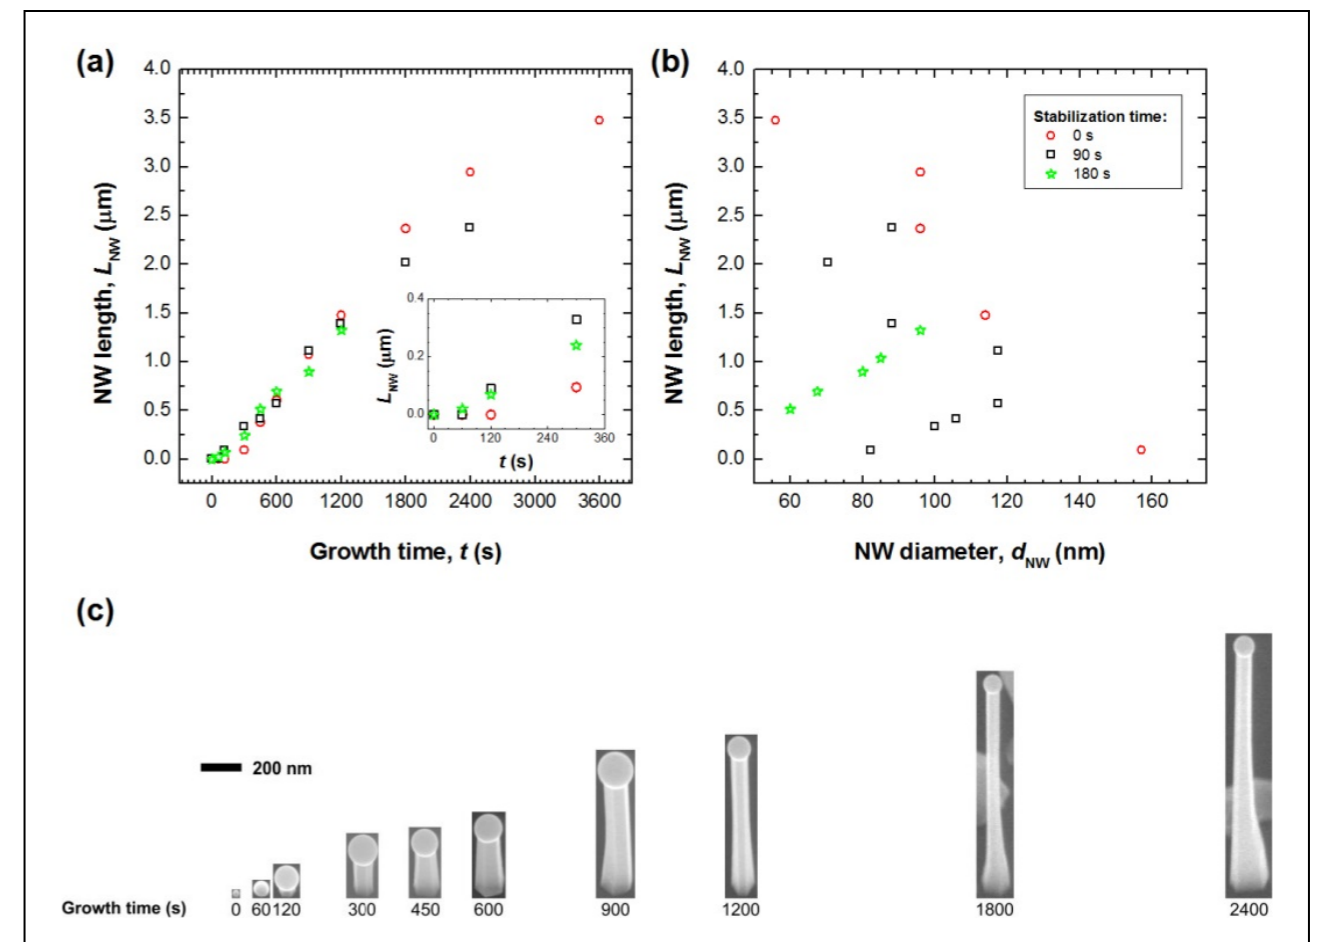 (a)
4.0
3.5
3.0
2.5
2.0
1.5
1.0
0.5
0.0
NW length, L_NW (μm)
0 600 1200 1800 2400 3000 3600
Growth time, t (s)
0.4
0.2
0.0
L_NW (μm)
0 120 240 360
t (s)
(b)
4.0
3.5
3.0
2.5
2.0
1.5
1.0
0.5
0.0
NW length, L_NW (μm)
Stabilization time:
0 s
90 s
180 s
60 80 100 120 140 160
NW diameter, d_NW (nm)
(c)
200 nm
Growth time (s) 0 60 120 300 450 600 900 1200 1800 2400